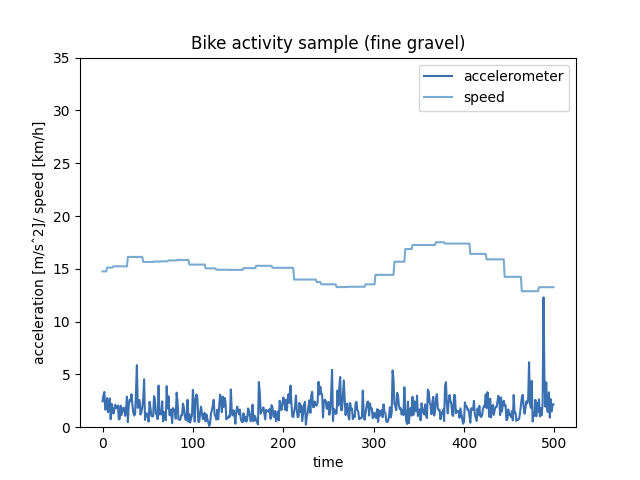 Bike activity sample (fine gravel)
35
30
25
20
15
10
5
0
acceleration [m/s^2]/ speed [km/h]
accelerometer
speed
0
100
200
300
400
500
time